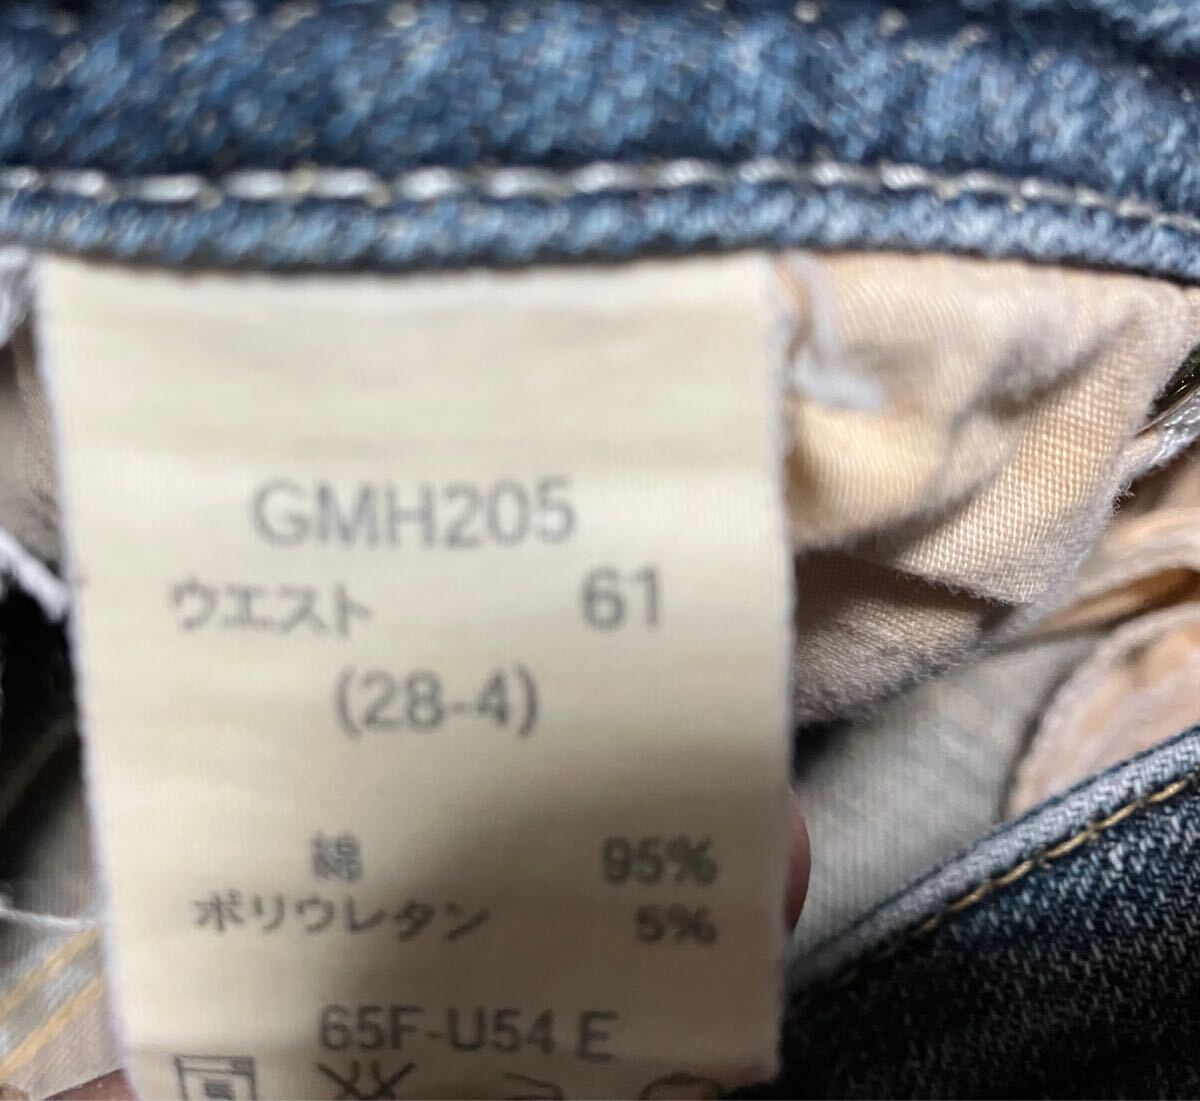 GMH205
ウエスト 61
(28-4)
綿 95%
ポリウレタン 5%
65F-U54 E